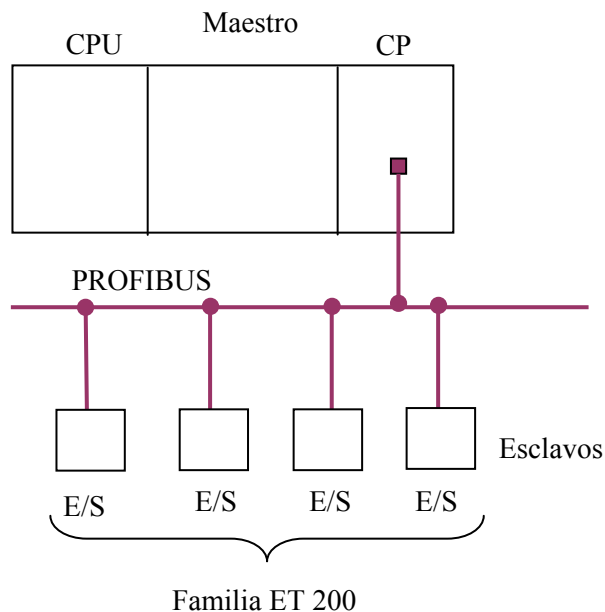 Maestro
CPU
CP
PROFIBUS
Esclavos
E/S
E/S
E/S
E/S
Familia ET 200